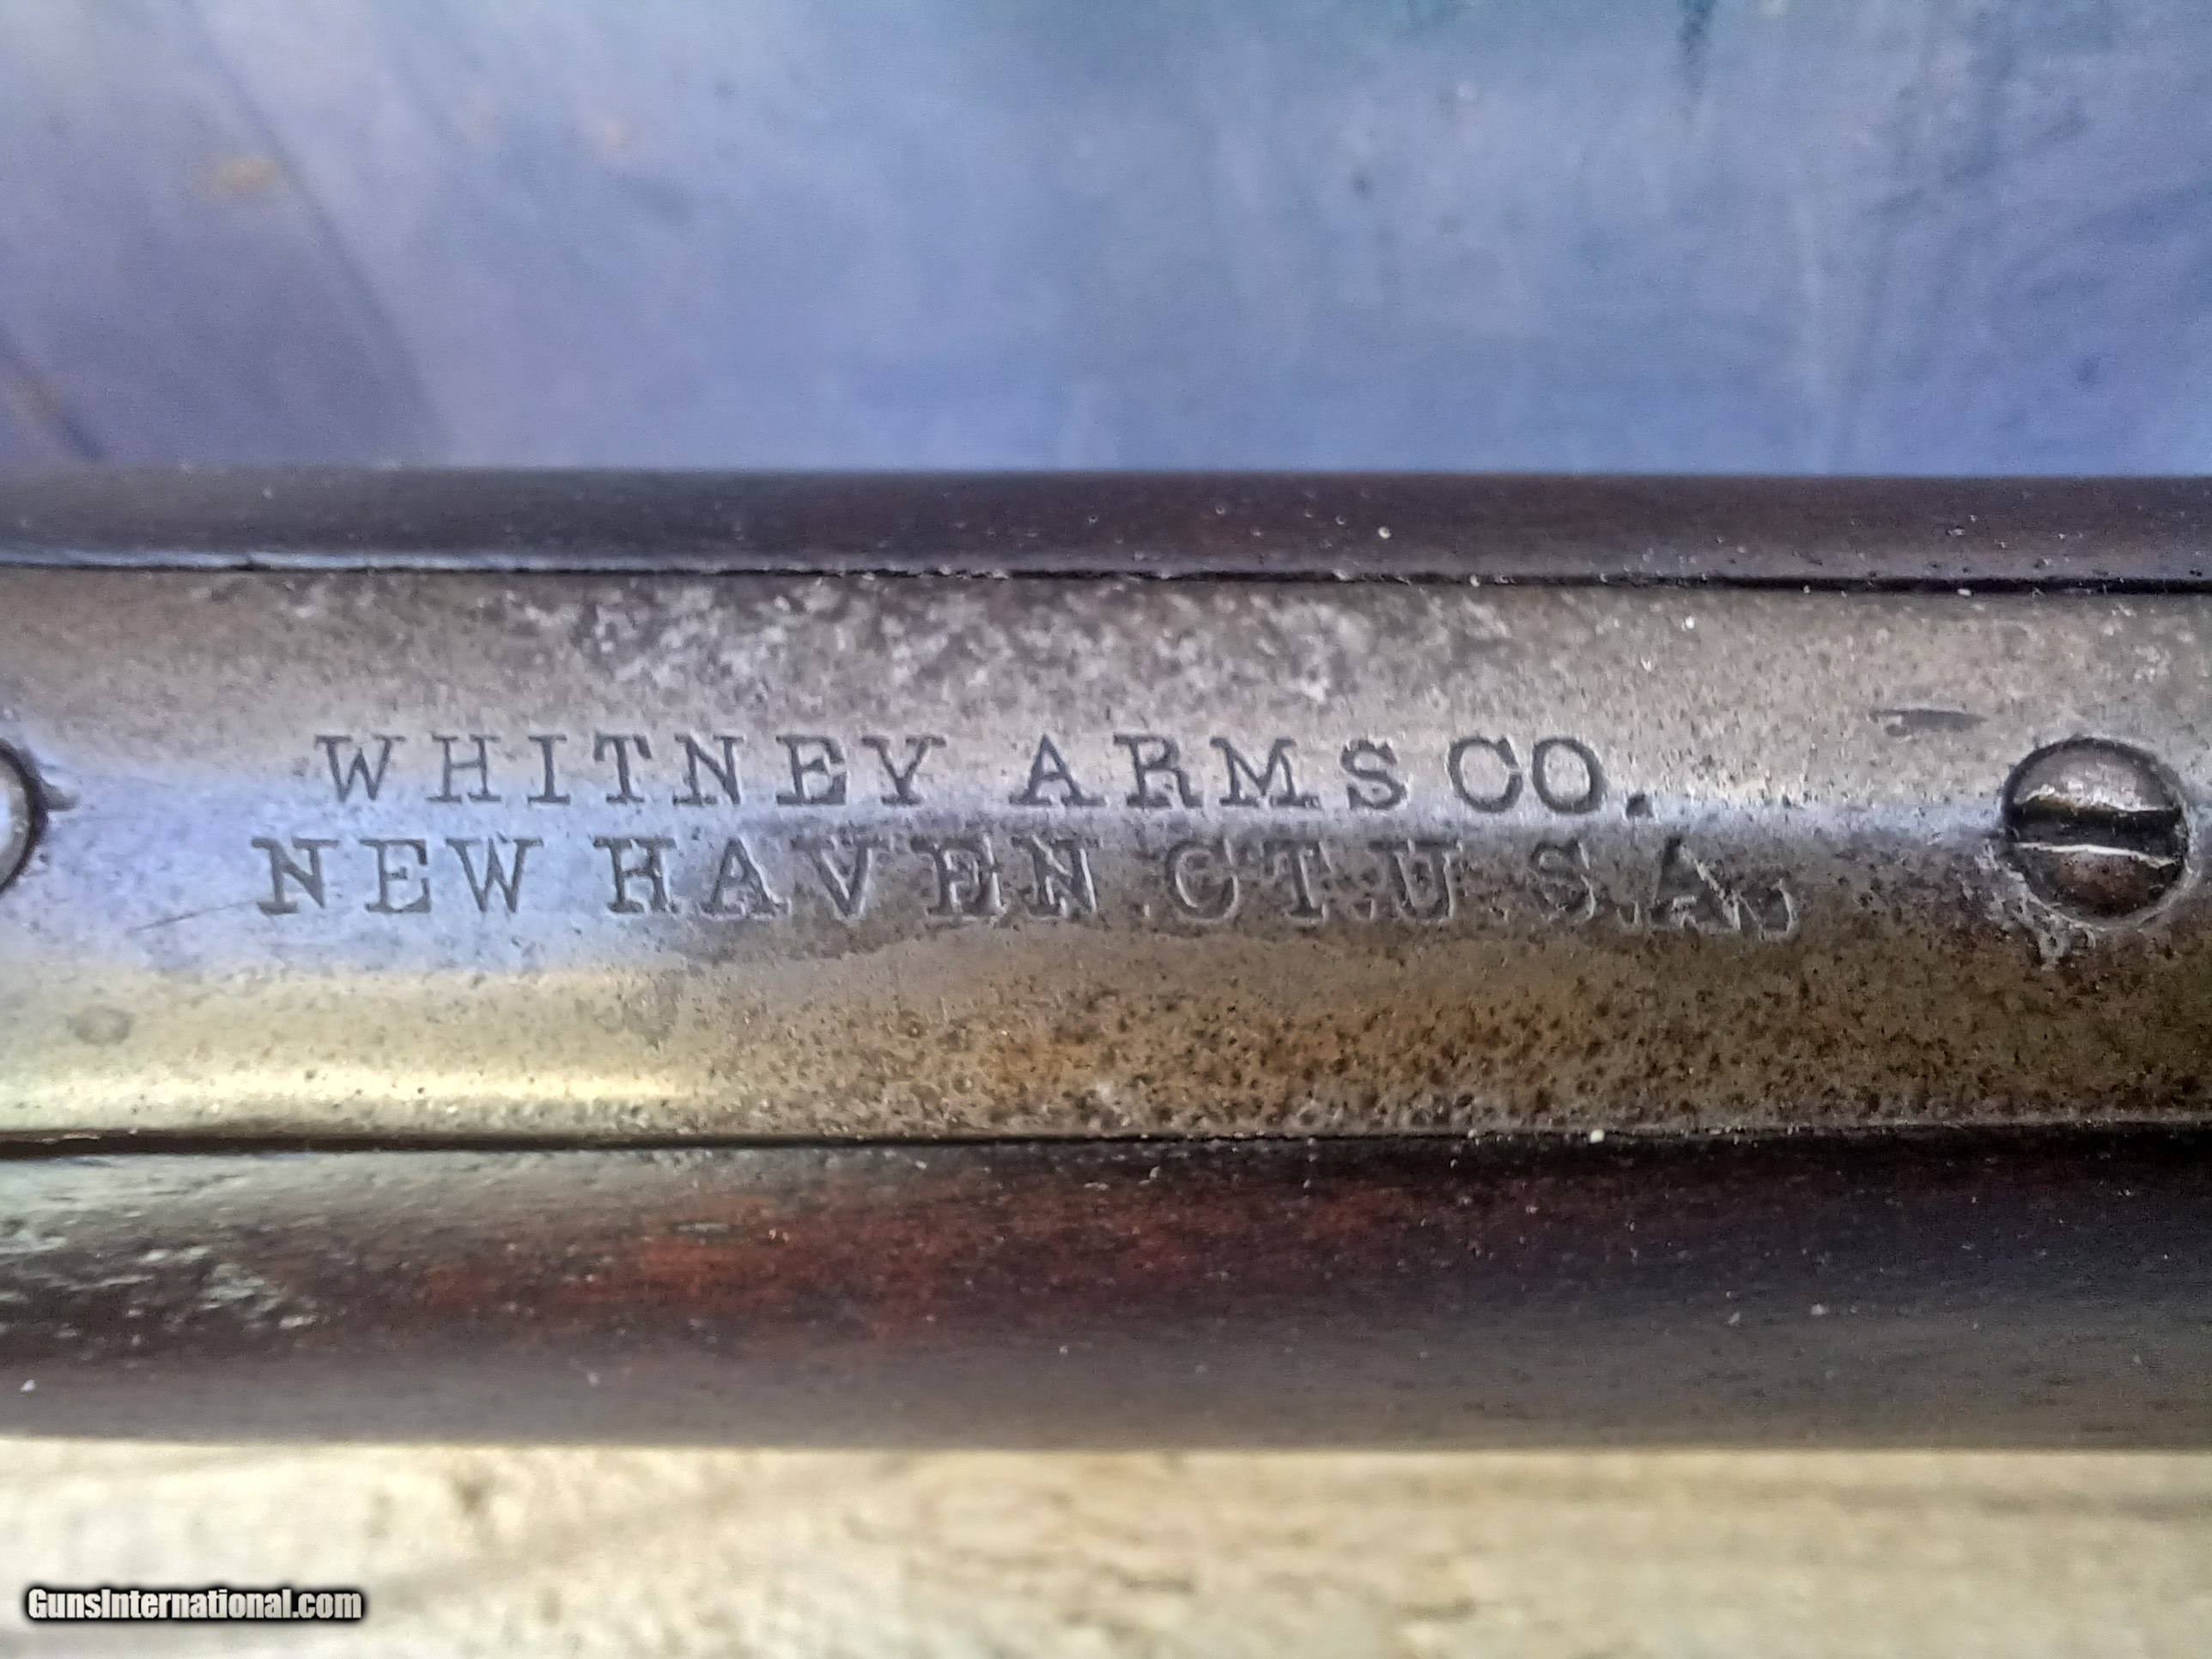 WHITNEY ARMS CO.
NEW HAVEN CT. U.S.A.
GunsInternational.com